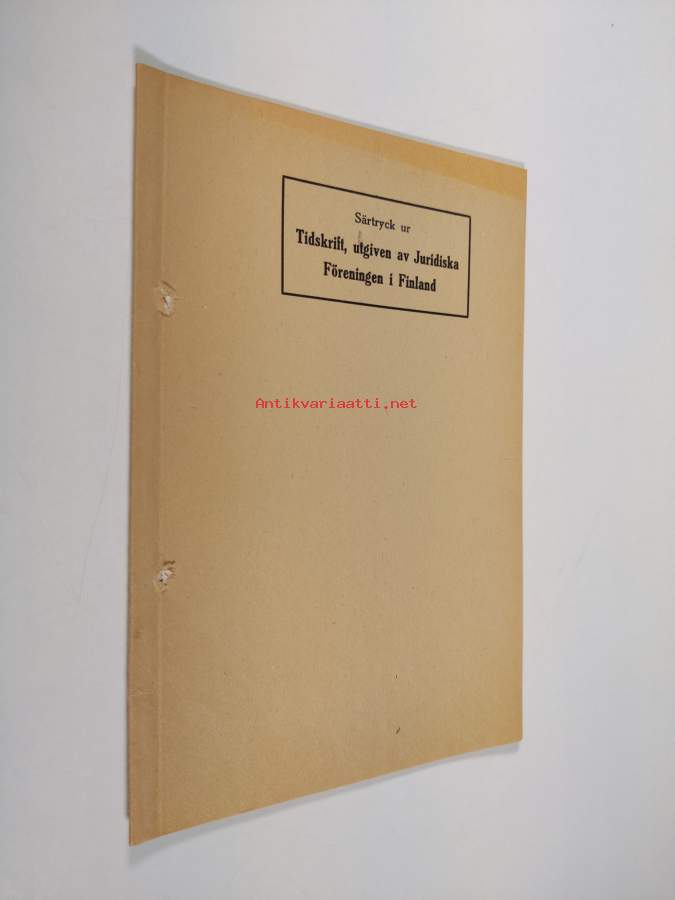 Särtryck ur
Tidskrift, utgiven av Juridiska
Föreningen i Finland
Antikvariaatti.net